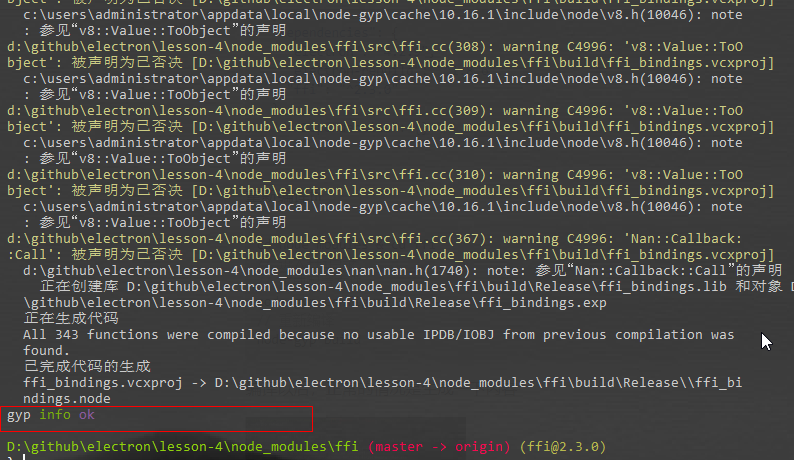 bject': 被声明为已否决 [D:\github\electron\lesson-4\node_modules\ffi\build\ffi_bindings.vcxproj]
c:\users\administrator\appdata\local\node-gyp\cache\10.16.1\include\node\v8.h(10046): note
: 参见“v8::Value::ToObject”的声明
d:\github\electron\lesson-4\node_modules\ffi\src\ffi.cc(308): warning C4996: 'v8::Value::ToO
bject': 被声明为已否决 [D:\github\electron\lesson-4\node_modules\ffi\build\ffi_bindings.vcxproj]
c:\users\administrator\appdata\local\node-gyp\cache\10.16.1\include\node\v8.h(10046): note
: 参见“v8::Value::ToObject”的声明
d:\github\electron\lesson-4\node_modules\ffi\src\ffi.cc(309): warning C4996: 'v8::Value::ToO
bject': 被声明为已否决 [D:\github\electron\lesson-4\node_modules\ffi\build\ffi_bindings.vcxproj]
c:\users\administrator\appdata\local\node-gyp\cache\10.16.1\include\node\v8.h(10046): note
: 参见“v8::Value::ToObject”的声明
d:\github\electron\lesson-4\node_modules\ffi\src\ffi.cc(310): warning C4996: 'v8::Value::ToO
bject': 被声明为已否决 [D:\github\electron\lesson-4\node_modules\ffi\build\ffi_bindings.vcxproj]
c:\users\administrator\appdata\local\node-gyp\cache\10.16.1\include\node\v8.h(10046): note
: 参见“v8::Value::ToObject”的声明
d:\github\electron\lesson-4\node_modules\ffi\src\ffi.cc(367): warning C4996: 'Nan::Callback:
:Call': 被声明为已否决 [D:\github\electron\lesson-4\node_modules\ffi\build\ffi_bindings.vcxproj]
d:\github\electron\lesson-4\node_modules\nan\nan.h(1740): note: 参见“Nan::Callback::Call”的声明
正在创建库 D:\github\electron\lesson-4\node_modules\ffi\build\Release\ffi_bindings.lib 和对象 D
\github\electron\lesson-4\node_modules\ffi\build\Release\ffi_bindings.exp
正在生成代码
All 343 functions were compiled because no usable IPDB/IOBJ from previous compilation was
found.
已完成代码的生成
ffi_bindings.vcxproj -> D:\github\electron\lesson-4\node_modules\ffi\build\Release\\ffi_bi
ndings.node
gyp info ok
D:\github\electron\lesson-4\node_modules\ffi (master -> origin) (ffi@2.3.0)